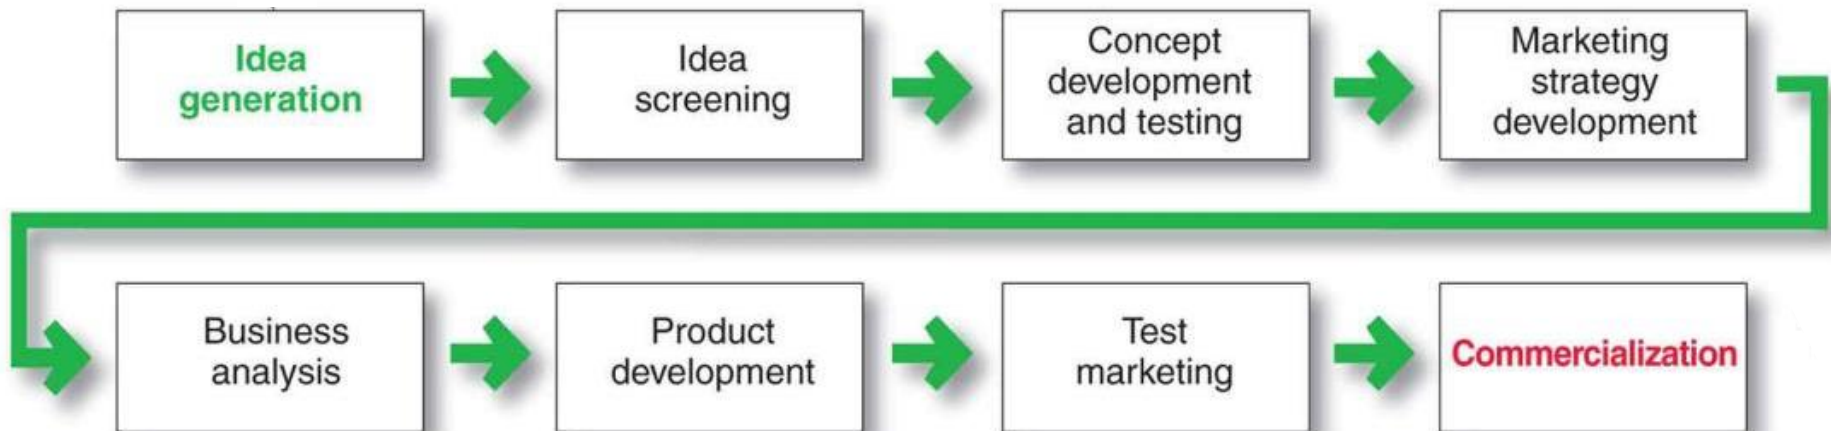 Idea
generation
Idea
screening
Concept
development
and testing
Marketing
strategy
development
Business
analysis
Product
development
Test
marketing
Commercialization